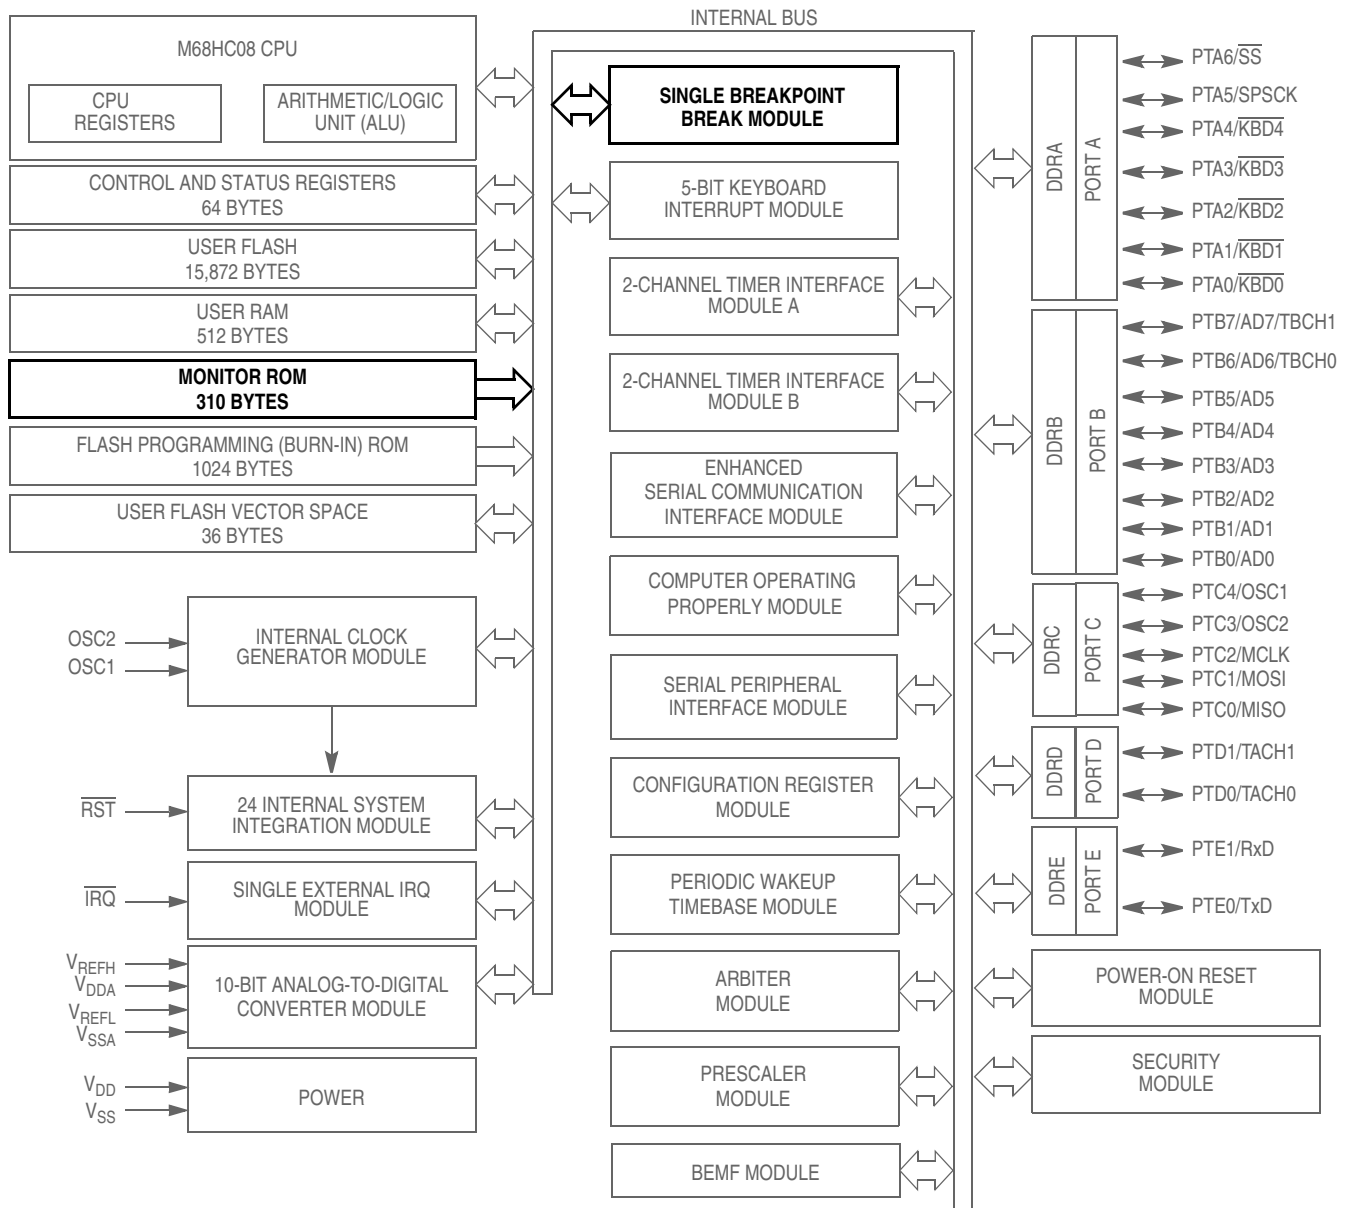 INTERNAL BUS
M68HC08 CPU
CPU
REGISTERS
ARITHMETIC/LOGIC
UNIT (ALU)
CONTROL AND STATUS REGISTERS
64 BYTES
USER FLASH
15,872 BYTES
USER RAM
512 BYTES
MONITOR ROM
310 BYTES
FLASH PROGRAMMING (BURN-IN) ROM
1024 BYTES
USER FLASH VECTOR SPACE
36 BYTES
OSC2
OSC1
INTERNAL CLOCK
GENERATOR MODULE
RST
24 INTERNAL SYSTEM
INTEGRATION MODULE
IRQ
SINGLE EXTERNAL IRQ
MODULE
VREFH
VDDA
VREFL
VSSA
10-BIT ANALOG-TO-DIGITAL
CONVERTER MODULE
VDD
VSS
POWER
SINGLE BREAKPOINT
BREAK MODULE
5-BIT KEYBOARD
INTERRUPT MODULE
2-CHANNEL TIMER INTERFACE
MODULE A
2-CHANNEL TIMER INTERFACE
MODULE B
ENHANCED
SERIAL COMMUNICATION
INTERFACE MODULE
COMPUTER OPERATING
PROPERLY MODULE
SERIAL PERIPHERAL
INTERFACE MODULE
CONFIGURATION REGISTER
MODULE
PERIODIC WAKEUP
TIMEBASE MODULE
ARBITER
MODULE
PRESCALER
MODULE
BEMF MODULE
DDRA
PORT A
PTA6/SS
PTA5/SPSCK
PTA4/KBD4
PTA3/KBD3
PTA2/KBD2
PTA1/KBD1
PTA0/KBD0
DDRB
PORT B
PTB7/AD7/TBCH1
PTB6/AD6/TBCH0
PTB5/AD5
PTB4/AD4
PTB3/AD3
PTB2/AD2
PTB1/AD1
PTB0/AD0
DDRC
PORT C
PTC4/OSC1
PTC3/OSC2
PTC2/MCLK
PTC1/MOSI
PTC0/MISO
DDRD
PORT D
PTD1/TACH1
PTD0/TACH0
DDRE
PORT E
PTE1/RxD
PTE0/TxD
POWER-ON RESET
MODULE
SECURITY
MODULE